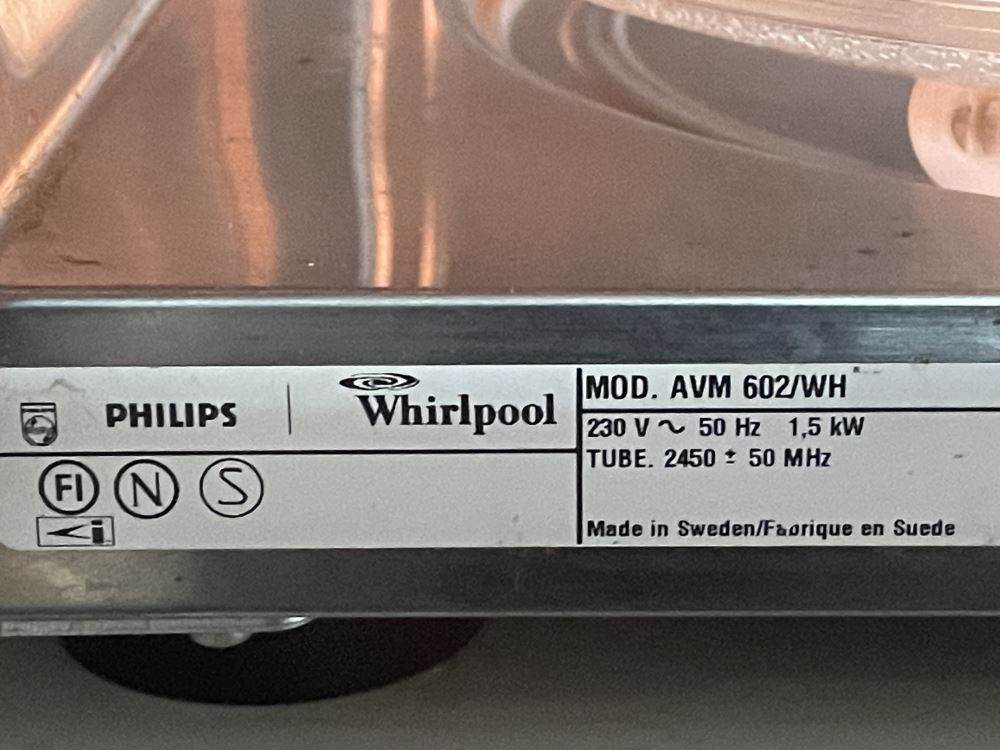 PHILIPS
Whirlpool
FI N S
MOD. AVM 602/WH
230 V ~ 50 Hz 1,5 kW
TUBE. 2450 ± 50 MHz
Made in Sweden/Fabrique en Suede